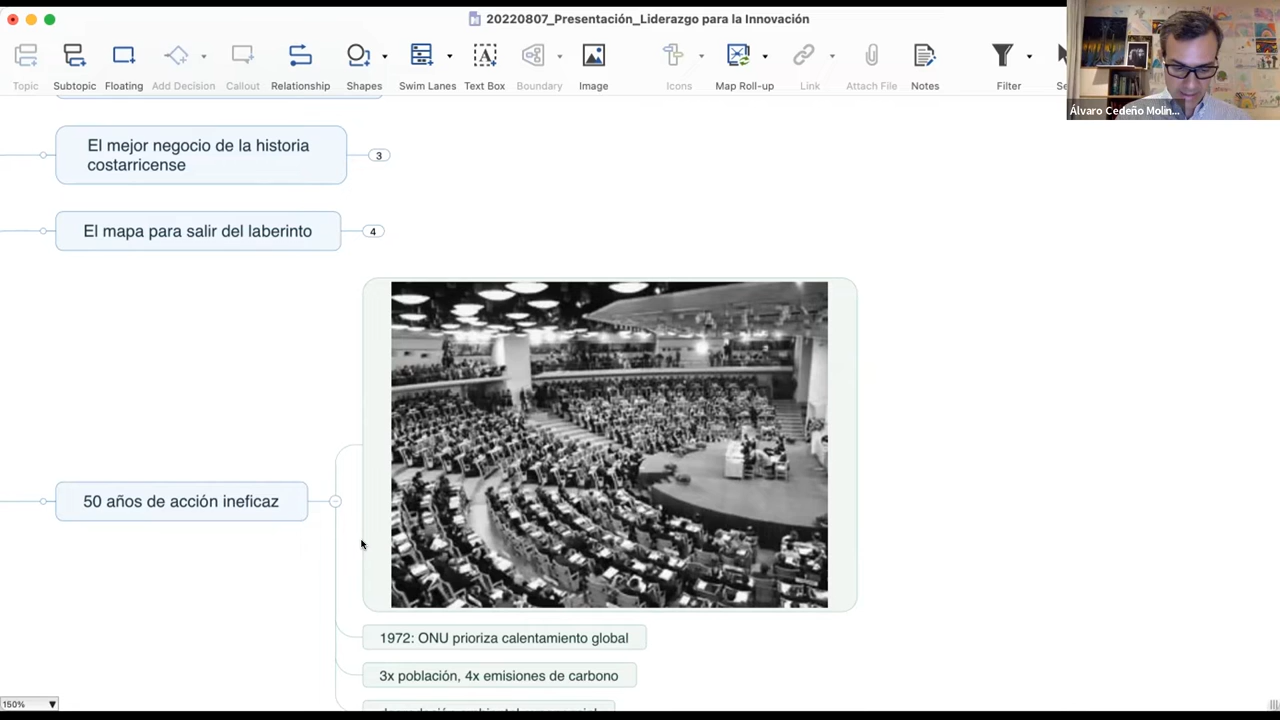 20220807_Presentación_Liderazgo para la Innovación
Topic
Subtopic
Floating
Add Decision
Callout
Relationship
Shapes
Swim Lanes
Text Box
Boundary
Image
Icons
Map Roll-up
Link
Attach File
Notes
Filter
Álvaro Cedeño Molin...
El mejor negocio de la historia
costarricense
3
El mapa para salir del laberinto
4
50 años de acción ineficaz
1972: ONU prioriza calentamiento global
3x población, 4x emisiones de carbono
150%